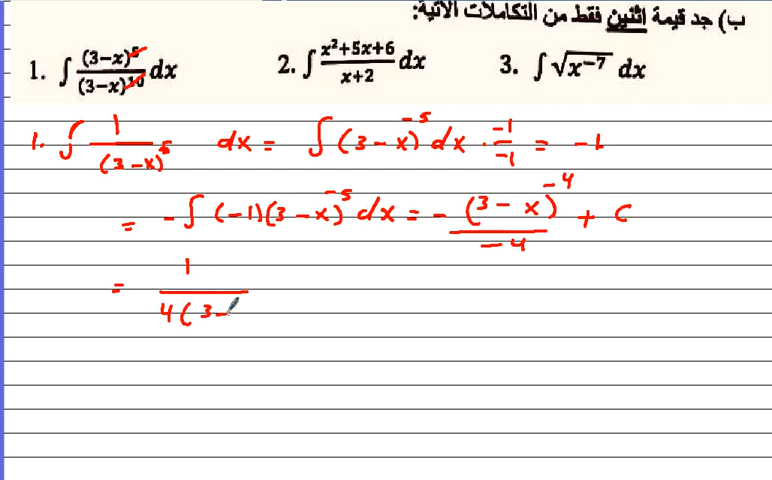 ب) جد قيمة اثنين فقط من التكاملات الآتية:
1. ∫ (3−x)⁵/(3−x)¹⁰ dx 2. ∫ x²+5x+6/x+2 dx 3. ∫ √x⁻⁷ dx
1. ∫ 1/(3-x)⁵ dx = ∫ (3-x)⁻⁵ dx · -1/-1 = -1
= -∫ (-1)(3-x)⁻⁵ dx = - (3-x)⁻⁴/-4 + c
= 1/4(3-